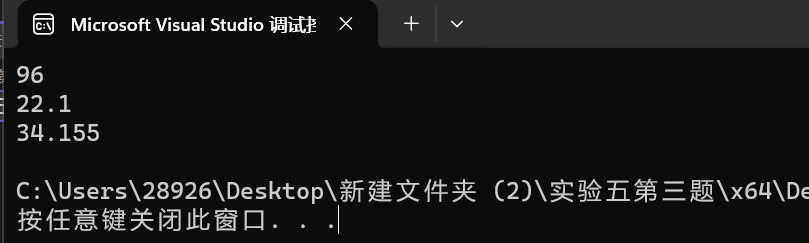 Microsoft Visual Studio 调试控
96
22.1
34.155
C:\Users\28926\Desktop\新建文件夹 (2)\实验五第三题\x64\De
按任意键关闭此窗口. . .